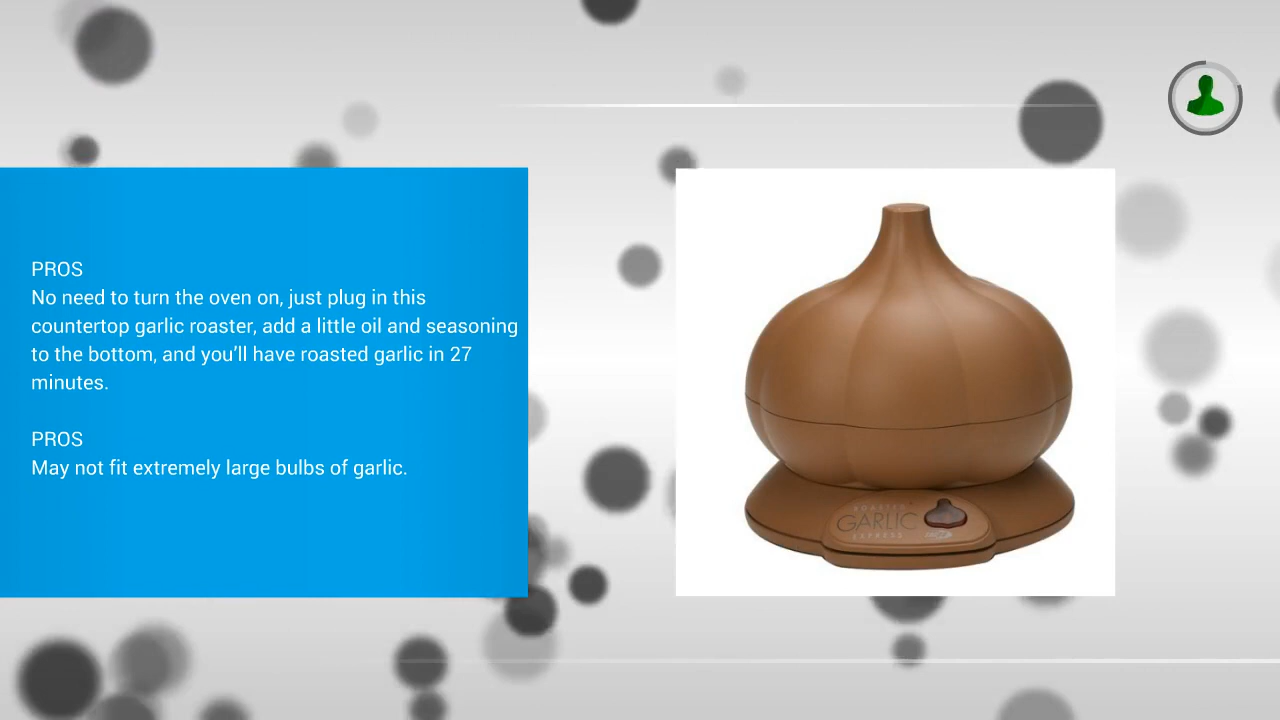 PROS
No need to turn the oven on, just plug in this
countertop garlic roaster, add a little oil and seasoning
to the bottom, and you'll have roasted garlic in 27
minutes.
PROS
May not fit extremely large bulbs of garlic.
GARLIC
EXPRESS